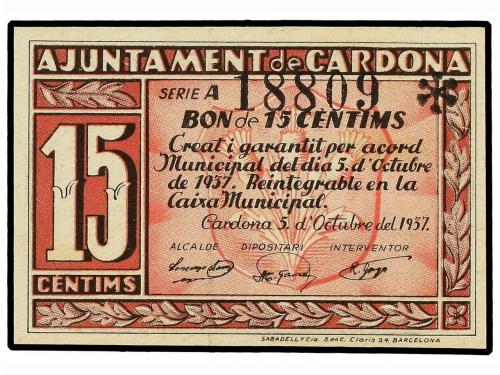 AJUNTAMENT de CARDONA
SERIE A 18809
BON de 15 CENTIMS
Creat i garantit per acord
Municipal del dia 5. d'Octubre
de 1937. Reintegrable en la
Caixa Municipal.
Cardona 5. d'Octubre del 1937.
ALCALDE DIPOSITARI INTERVENTOR
15
CENTIMS
SABADELL Y Cia S.enC. Claris 24. BARCELONA